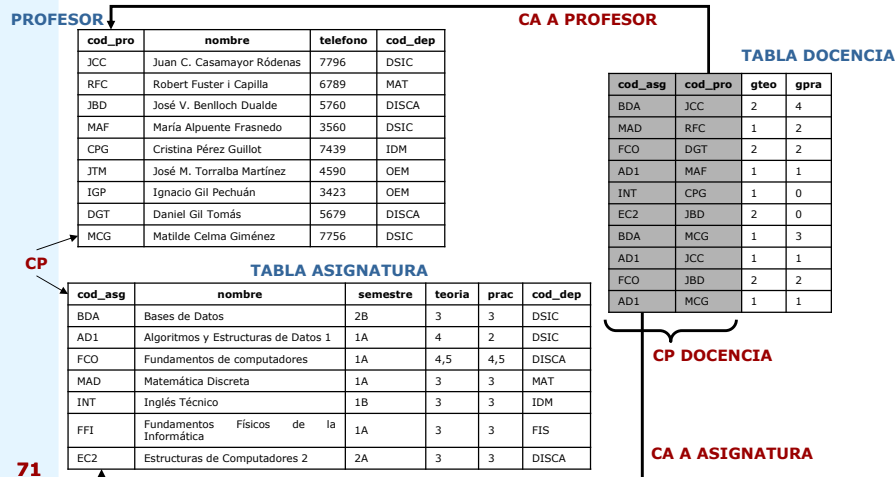 PROFESOR
CA A PROFESOR
cod_pro nombre telefono cod_dep
JCC Juan C. Casamayor Ródenas 7796 DSIC
RFC Robert Fuster i Capilla 6789 MAT
JBD José V. Benlloch Dualde 5760 DISCA
MAF María Alpuente Frasnedo 3560 DSIC
CPG Cristina Pérez Guillot 7439 IDM
JTM José M. Torralba Martínez 4590 OEM
IGP Ignacio Gil Pechuán 3423 OEM
DGT Daniel Gil Tomás 5679 DISCA
MCG Matilde Celma Giménez 7756 DSIC
TABLA DOCENCIA
cod_asg cod_pro gteo gpra
BDA JCC 2 4
MAD RFC 1 2
FCO DGT 2 2
AD1 MAF 1 1
INT CPG 1 0
EC2 JBD 2 0
BDA MCG 1 3
AD1 JCC 1 1
FCO JBD 2 2
AD1 MCG 1 1
CP
TABLA ASIGNATURA
cod_asg nombre semestre teoria prac cod_dep
BDA Bases de Datos 2B 3 3 DSIC
AD1 Algoritmos y Estructuras de Datos 1 1A 4 2 DSIC
FCO Fundamentos de computadores 1A 4,5 4,5 DISCA
MAD Matemática Discreta 1A 3 3 MAT
INT Inglés Técnico 1B 3 3 IDM
FFI Fundamentos Físicos de la
Informática 1A 3 3 FIS
EC2 Estructuras de Computadores 2 2A 3 3 DISCA
CP DOCENCIA
CA A ASIGNATURA
71